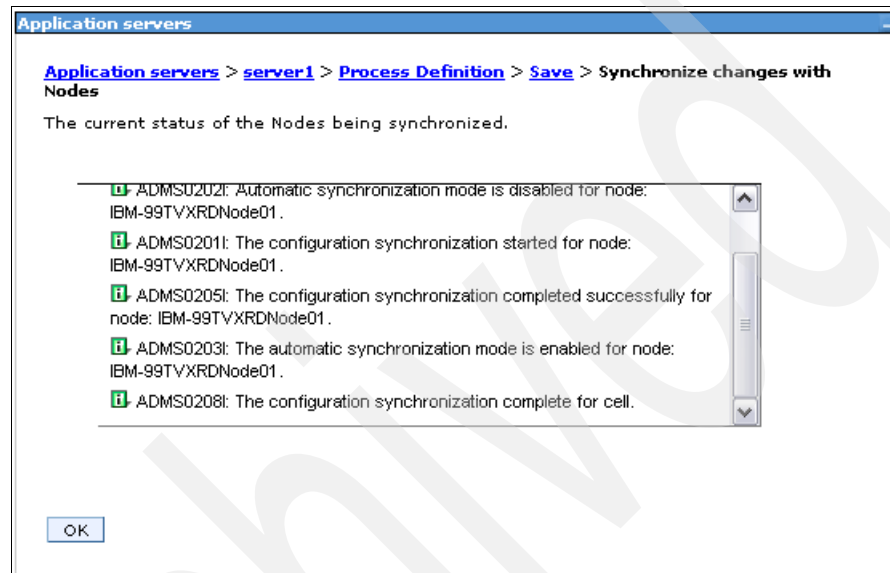 Application servers
Application servers > server1 > Process Definition > Save > Synchronize changes with
Nodes
The current status of the Nodes being synchronized.
ADMS0202I: Automatic synchronization mode is disabled for node:
IBM-99TVXRDNode01.
ADMS0201I: The configuration synchronization started for node:
IBM-99TVXRDNode01.
ADMS0205I: The configuration synchronization completed successfully for
node: IBM-99TVXRDNode01.
ADMS0203I: The automatic synchronization mode is enabled for node:
IBM-99TVXRDNode01.
ADMS0208I: The configuration synchronization complete for cell.
OK